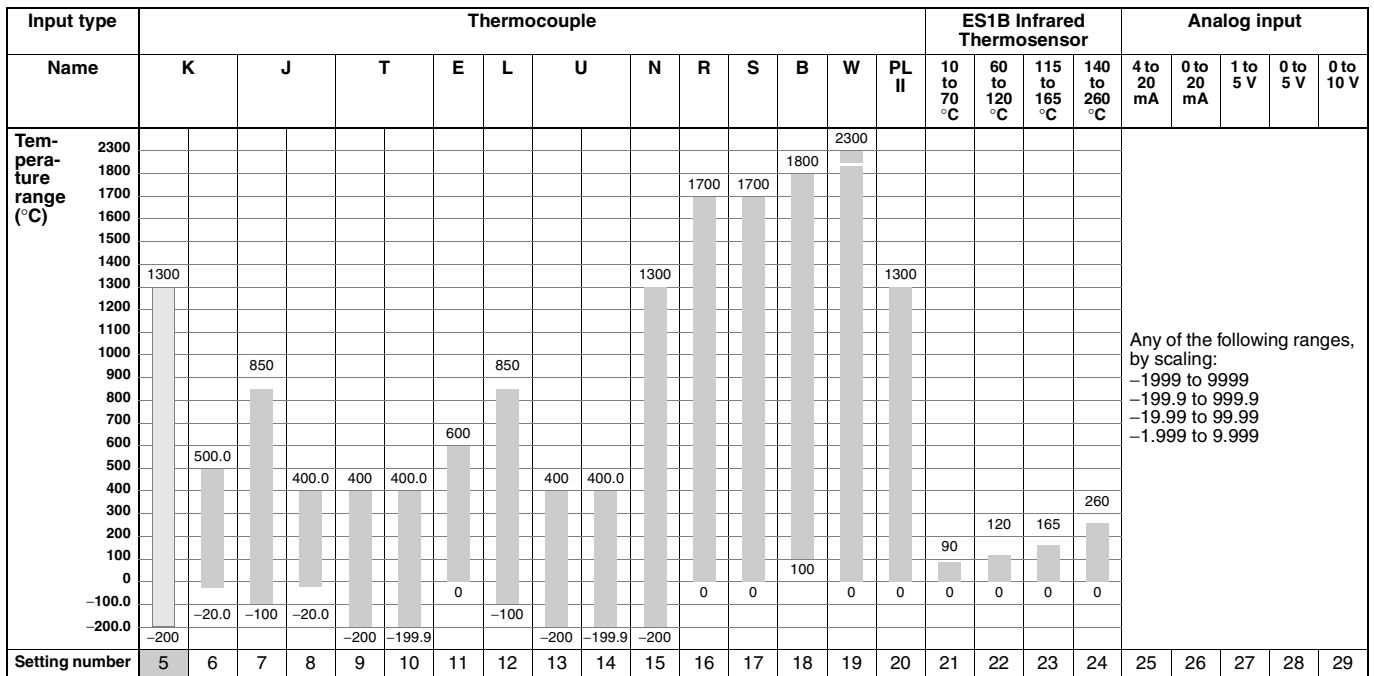 Input type
Thermocouple
ES1B Infrared
Thermosensor
Analog input
Name
K J T E L U N R S B W PL
II
10
to
70
°C
60
to
120
°C
115
to
165
°C
140
to
260
°C
4 to
20
mA
0 to
20
mA
1 to
5 V
0 to
5 V
0 to
10 V
Tem-
pera-
ture
range
(°C)
2300
1800
1700
1600
1500
1400
1300
1200
1100
1000
900
800
700
600
500
400
300
200
100
0
−100.0
−200.0
1300
−200
500.0
−20.0
850
−100
400.0
−20.0
400
−200
400.0
−199.9
600
0
850
−100
400
−200
400.0
−199.9
1300
−200
1700
0
1700
0
1800
100
2300
0
1300
0
90
0
120
0
165
0
260
0
Any of the following ranges,
by scaling:
−1999 to 9999
−199.9 to 999.9
−19.99 to 99.99
−1.999 to 9.999
Setting number 5 6 7 8 9 10 11 12 13 14 15 16 17 18 19 20 21 22 23 24 25 26 27 28 29